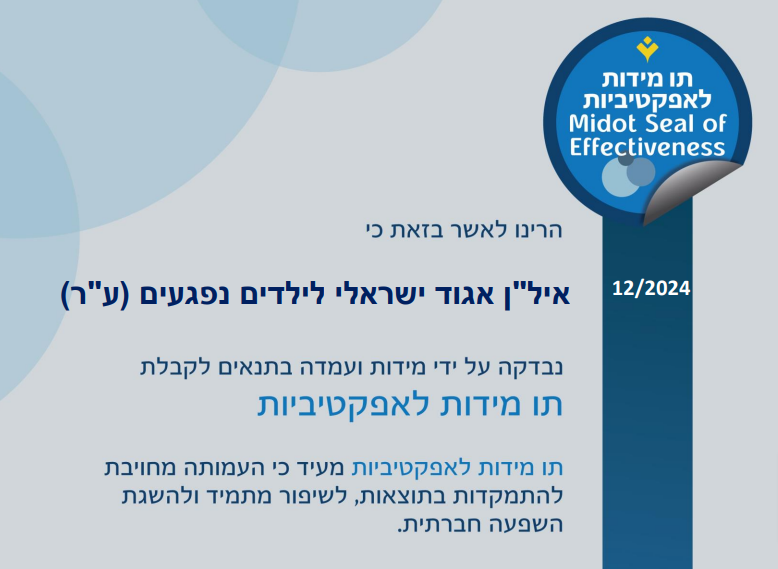 תו מידות
לאפקטיביות
Midot Seal of
Effectiveness
הרינו לאשר בזאת כי
איל"ן אגוד ישראלי לילדים נפגעים (ע"ר)
12/2024
נבדקה על ידי מידות ועמדה בתנאים לקבלת
תו מידות לאפקטיביות
תו מידות לאפקטיביות מעיד כי העמותה מחויבת
להתמקדות בתוצאות, לשיפור מתמיד ולהשגת
השפעה חברתית.